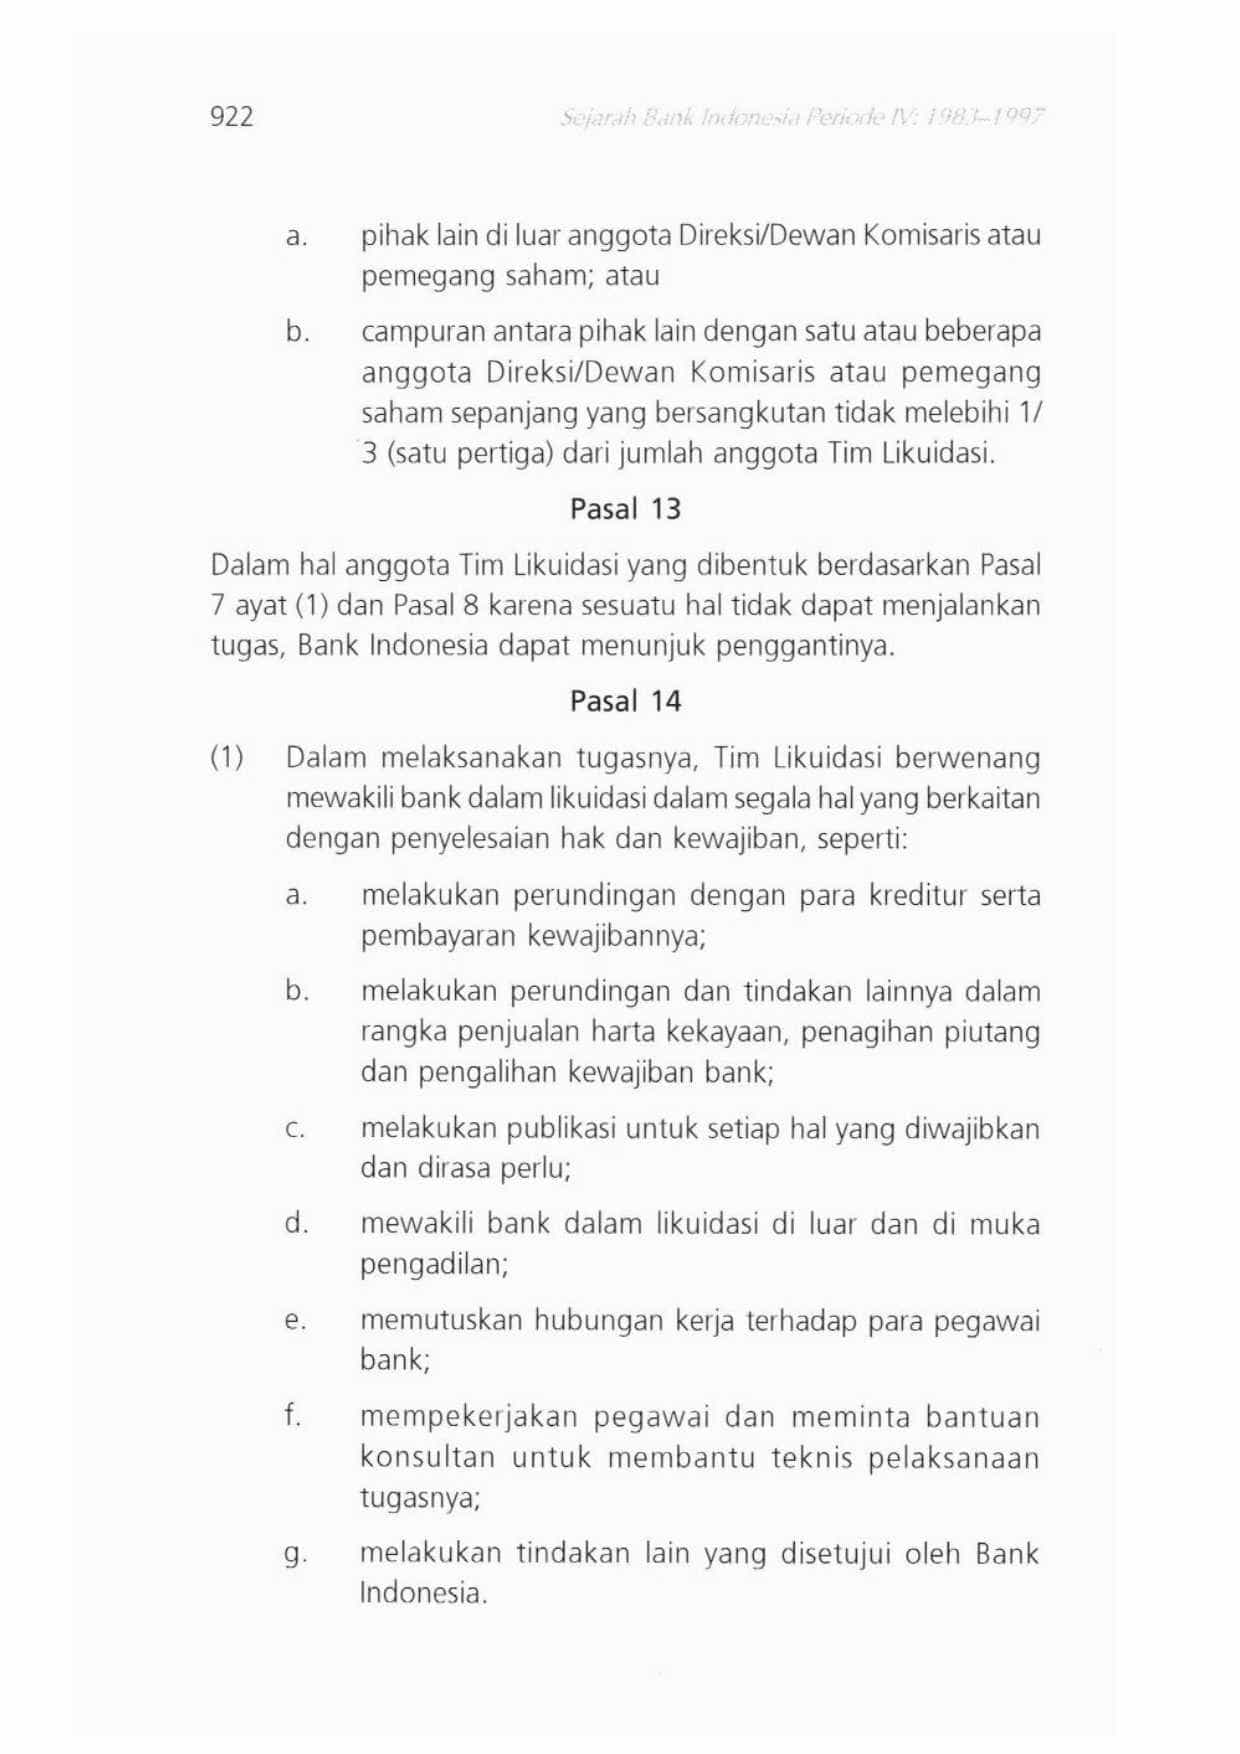 922
Sejarah Bank Indonesia Periode IV: 1983–1997
a. pihak lain di luar anggota Direksi/Dewan Komisaris atau
pemegang saham; atau
b. campuran antara pihak lain dengan satu atau beberapa
anggota Direksi/Dewan Komisaris atau pemegang
saham sepanjang yang bersangkutan tidak melebihi 1/
3 (satu pertiga) dari jumlah anggota Tim Likuidasi.
Pasal 13
Dalam hal anggota Tim Likuidasi yang dibentuk berdasarkan Pasal
7 ayat (1) dan Pasal 8 karena sesuatu hal tidak dapat menjalankan
tugas, Bank Indonesia dapat menunjuk penggantinya.
Pasal 14
(1) Dalam melaksanakan tugasnya, Tim Likuidasi berwenang
mewakili bank dalam likuidasi dalam segala hal yang berkaitan
dengan penyelesaian hak dan kewajiban, seperti:
a. melakukan perundingan dengan para kreditur serta
pembayaran kewajibannya;
b. melakukan perundingan dan tindakan lainnya dalam
rangka penjualan harta kekayaan, penagihan piutang
dan pengalihan kewajiban bank;
c. melakukan publikasi untuk setiap hal yang diwajibkan
dan dirasa perlu;
d. mewakili bank dalam likuidasi di luar dan di muka
pengadilan;
e. memutuskan hubungan kerja terhadap para pegawai
bank;
f. mempekerjakan pegawai dan meminta bantuan
konsultan untuk membantu teknis pelaksanaan
tugasnya;
g. melakukan tindakan lain yang disetujui oleh Bank
Indonesia.